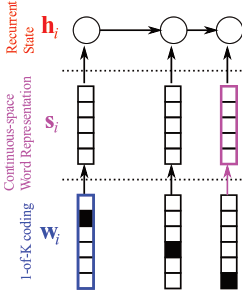 Recurrent
State
h_i
Continuous-space
Word Representation
s_i
1-of-K coding
w_i